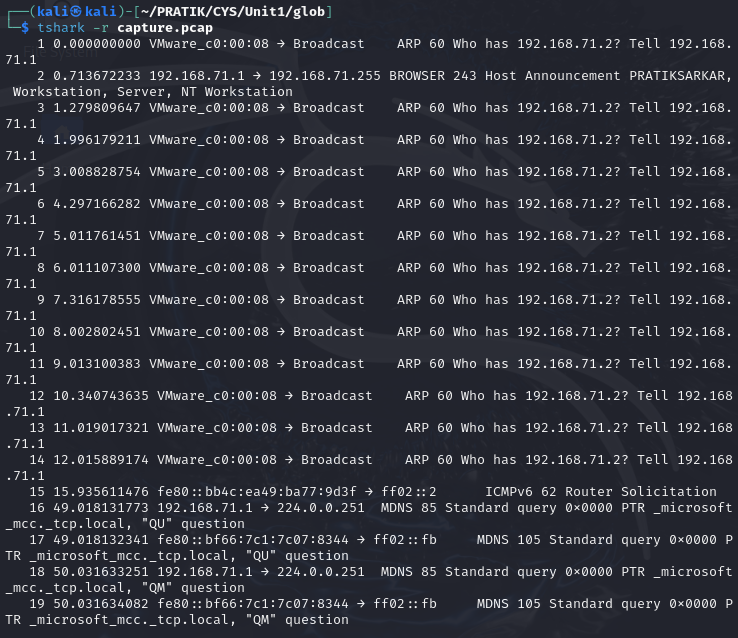 ┌──(kali㉿kali)-[~/PRATIK/CYS/Unit1/glob]
└─$ tshark -r capture.pcap
    1 0.000000000 VMware_c0:00:08 → Broadcast    ARP 60 Who has 192.168.71.2? Tell 192.168.
71.1
    2 0.713672233 192.168.71.1 → 192.168.71.255 BROWSER 243 Host Announcement PRATIKSARKAR,
 Workstation, Server, NT Workstation
    3 1.279809647 VMware_c0:00:08 → Broadcast    ARP 60 Who has 192.168.71.2? Tell 192.168.
71.1
    4 1.996179211 VMware_c0:00:08 → Broadcast    ARP 60 Who has 192.168.71.2? Tell 192.168.
71.1
    5 3.008828754 VMware_c0:00:08 → Broadcast    ARP 60 Who has 192.168.71.2? Tell 192.168.
71.1
    6 4.297166282 VMware_c0:00:08 → Broadcast    ARP 60 Who has 192.168.71.2? Tell 192.168.
71.1
    7 5.011761451 VMware_c0:00:08 → Broadcast    ARP 60 Who has 192.168.71.2? Tell 192.168.
71.1
    8 6.011107300 VMware_c0:00:08 → Broadcast    ARP 60 Who has 192.168.71.2? Tell 192.168.
71.1
    9 7.316178555 VMware_c0:00:08 → Broadcast    ARP 60 Who has 192.168.71.2? Tell 192.168.
71.1
   10 8.002802451 VMware_c0:00:08 → Broadcast    ARP 60 Who has 192.168.71.2? Tell 192.168.
71.1
   11 9.013100383 VMware_c0:00:08 → Broadcast    ARP 60 Who has 192.168.71.2? Tell 192.168.
71.1
   12 10.340743635 VMware_c0:00:08 → Broadcast    ARP 60 Who has 192.168.71.2? Tell 192.168
.71.1
   13 11.019017321 VMware_c0:00:08 → Broadcast    ARP 60 Who has 192.168.71.2? Tell 192.168
.71.1
   14 12.015889174 VMware_c0:00:08 → Broadcast    ARP 60 Who has 192.168.71.2? Tell 192.168
.71.1
   15 15.935611476 fe80::bb4c:ea49:ba77:9d3f → ff02::2      ICMPv6 62 Router Solicitation
   16 49.018131773 192.168.71.1 → 224.0.0.251  MDNS 85 Standard query 0x0000 PTR _microsoft
_mcc._tcp.local, "QU" question
   17 49.018132341 fe80::bf66:7c1:7c07:8344 → ff02::fb     MDNS 105 Standard query 0x0000 P
TR _microsoft_mcc._tcp.local, "QU" question
   18 50.031633251 192.168.71.1 → 224.0.0.251  MDNS 85 Standard query 0x0000 PTR _microsoft
_mcc._tcp.local, "QM" question
   19 50.031634082 fe80::bf66:7c1:7c07:8344 → ff02::fb     MDNS 105 Standard query 0x0000 P
TR _microsoft_mcc._tcp.local, "QM" question